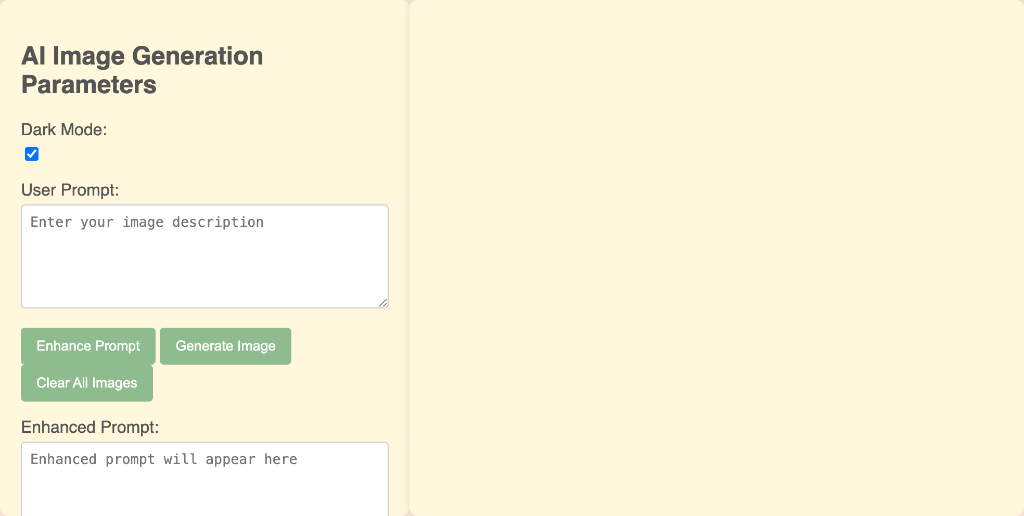 AI Image Generation
Parameters
Dark Mode:
User Prompt:
Enter your image description
Enhance Prompt
Generate Image
Clear All Images
Enhanced Prompt:
Enhanced prompt will appear here